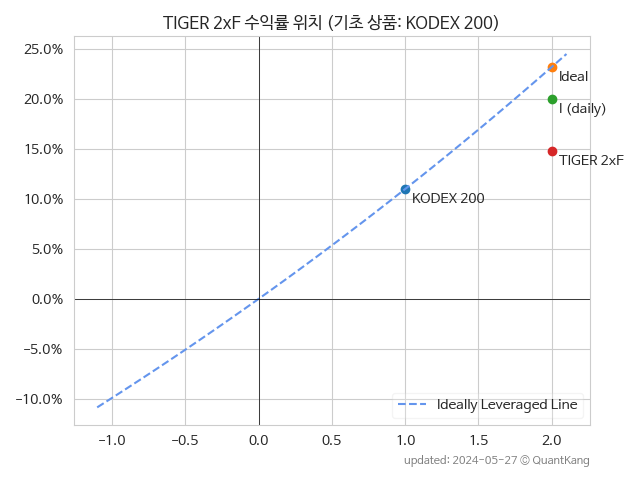 TIGER 2xF 수익률 위치 (기초 상품: KODEX 200)
25.0%
20.0%
15.0%
10.0%
5.0%
0.0%
−5.0%
−10.0%
Ideal
I (daily)
TIGER 2xF
KODEX 200
Ideally Leveraged Line
−1.0 −0.5 0.0 0.5 1.0 1.5 2.0
updated: 2024-05-27 © QuantKang